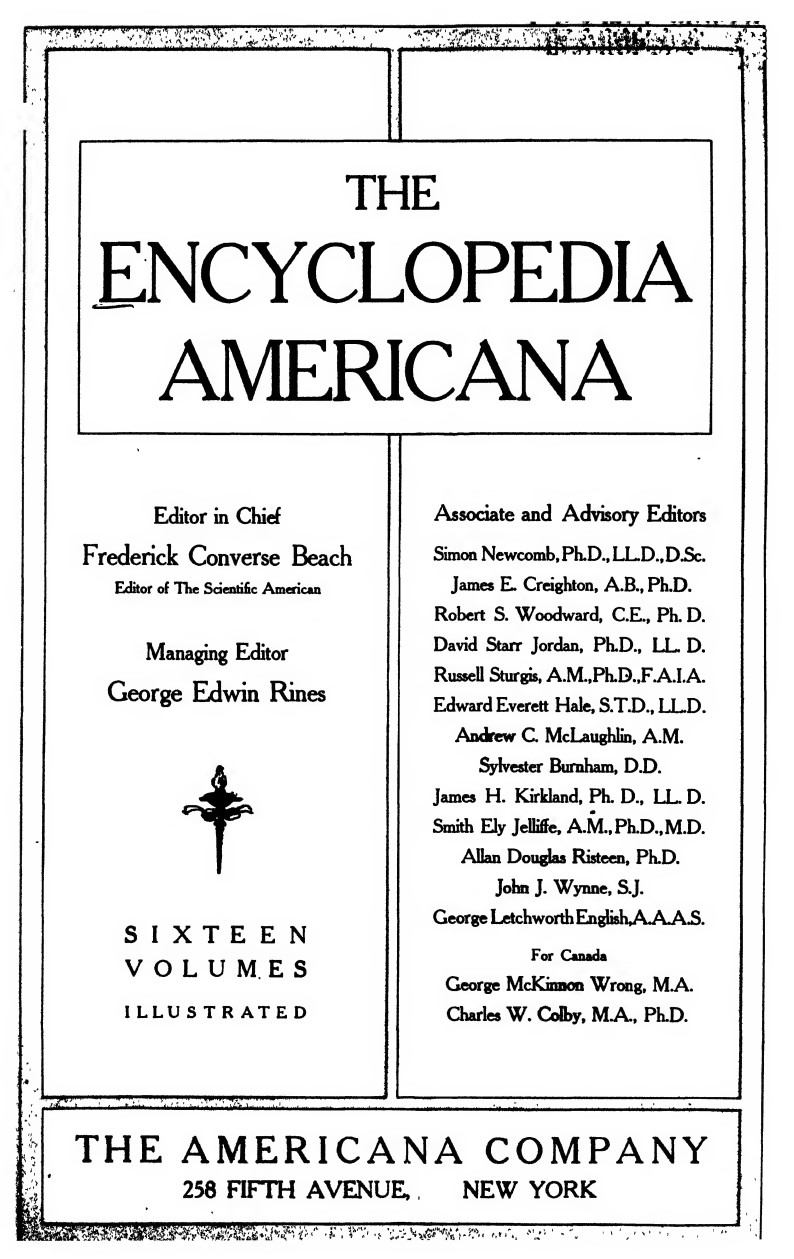 THE
ENCYCLOPEDIA
AMERICANA
Editor in Chief
Frederick Converse Beach
Editor of The Scientific American
Managing Editor
George Edwin Rines
SIXTEEN
VOLUMES
ILLUSTRATED
Associate and Advisory Editors
Simon Newcomb, Ph.D., LL.D., D.Sc.
James E. Creighton, A.B., Ph.D.
Robert S. Woodward, C.E., Ph. D.
David Starr Jordan, Ph.D., LL. D.
Russell Sturgis, A.M., Ph.D., F.A.I.A.
Edward Everett Hale, S.T.D., LL.D.
Andrew C. McLaughlin, A.M.
Sylvester Burnham, D.D.
James H. Kirkland, Ph. D., LL. D.
Smith Ely Jelliffe, A.M., Ph.D., M.D.
Allan Douglas Risteen, Ph.D.
John J. Wynne, S.J.
George Letchworth English, A.A.A.S.
For Canada
George McKinnon Wrong, M.A.
Charles W. Colby, M.A., Ph.D.
THE AMERICANA COMPANY
258 FIFTH AVENUE, NEW YORK